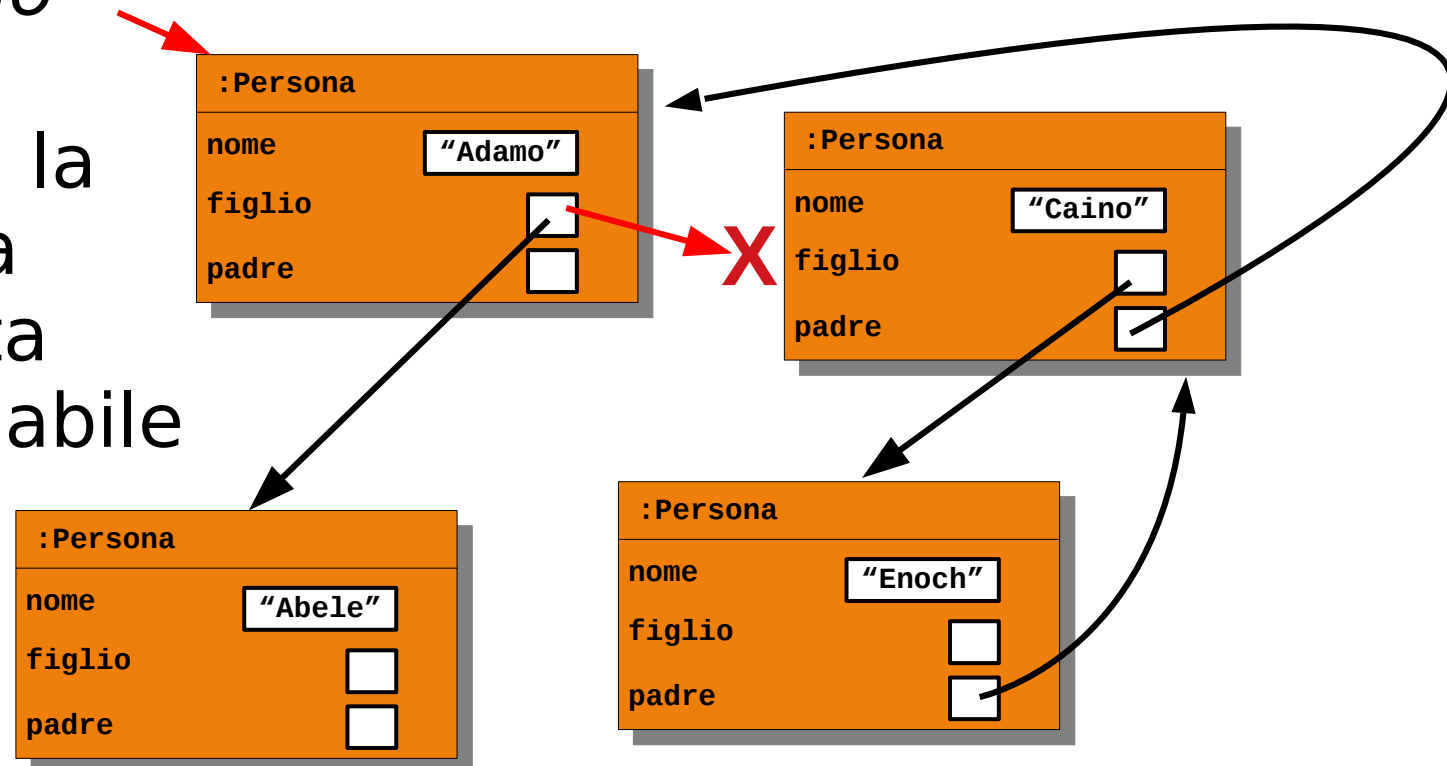 la
a
ta
abile
:Persona
nome “Adamo”
figlio
padre
:Persona
nome “Caino”
figlio
padre
X
:Persona
nome “Abele”
figlio
padre
:Persona
nome “Enoch”
figlio
padre